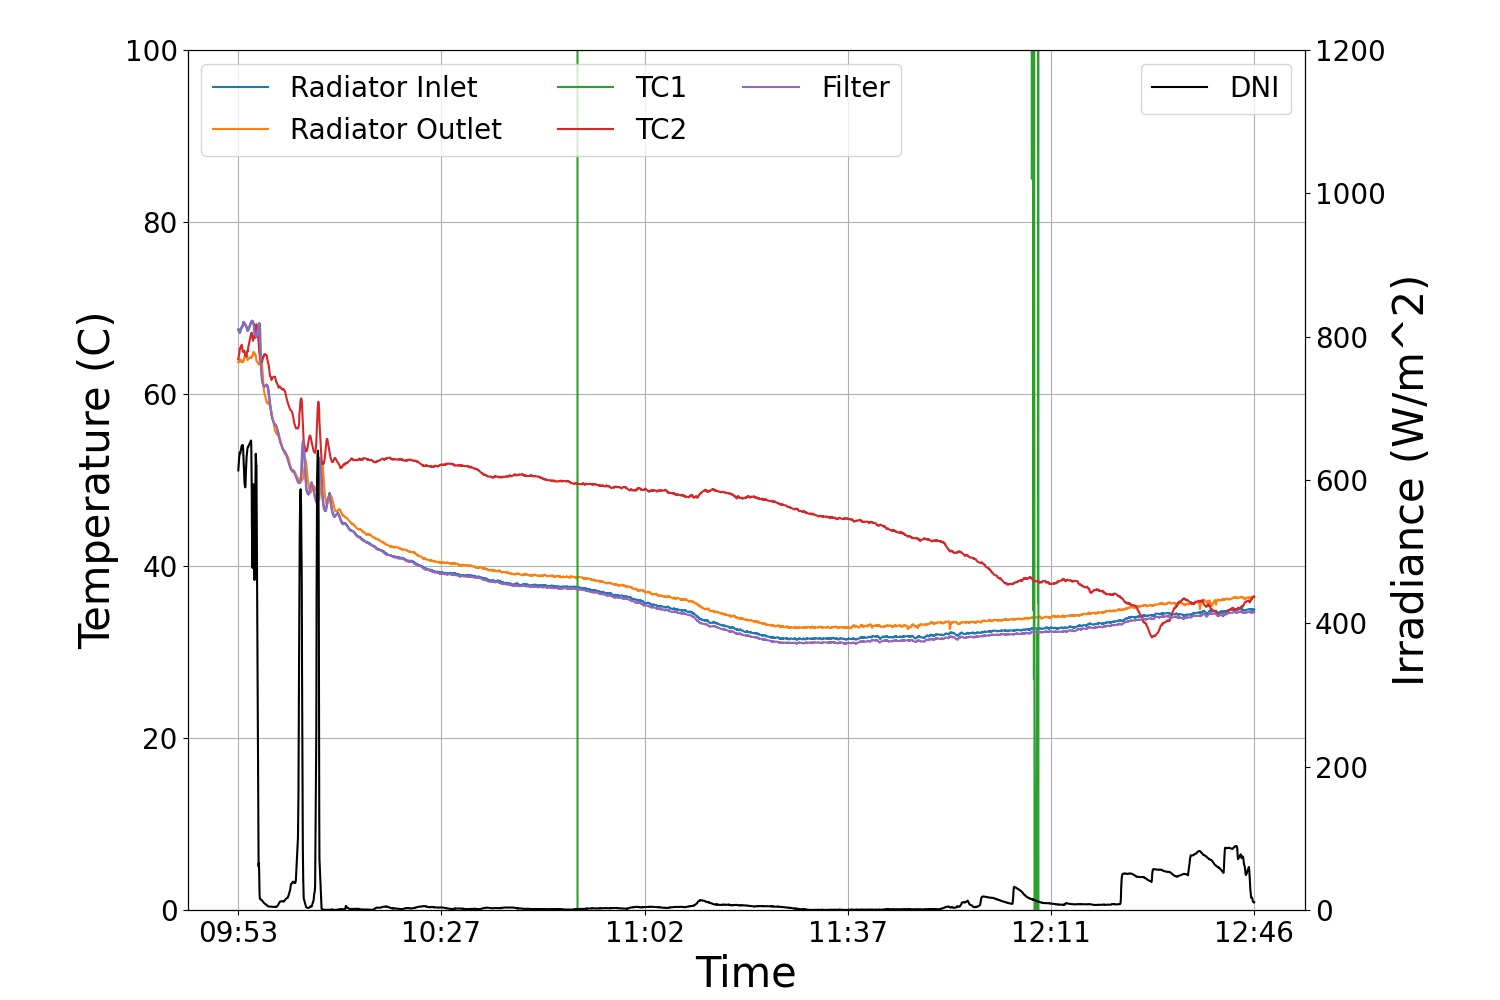 100
80
60
40
20
0
Temperature (C)
Radiator Inlet
Radiator Outlet
TC1
TC2
Filter
DNI
1200
1000
800
600
400
200
0
Irradiance (W/m^2)
09:53 10:27 11:02 11:37 12:11 12:46
Time